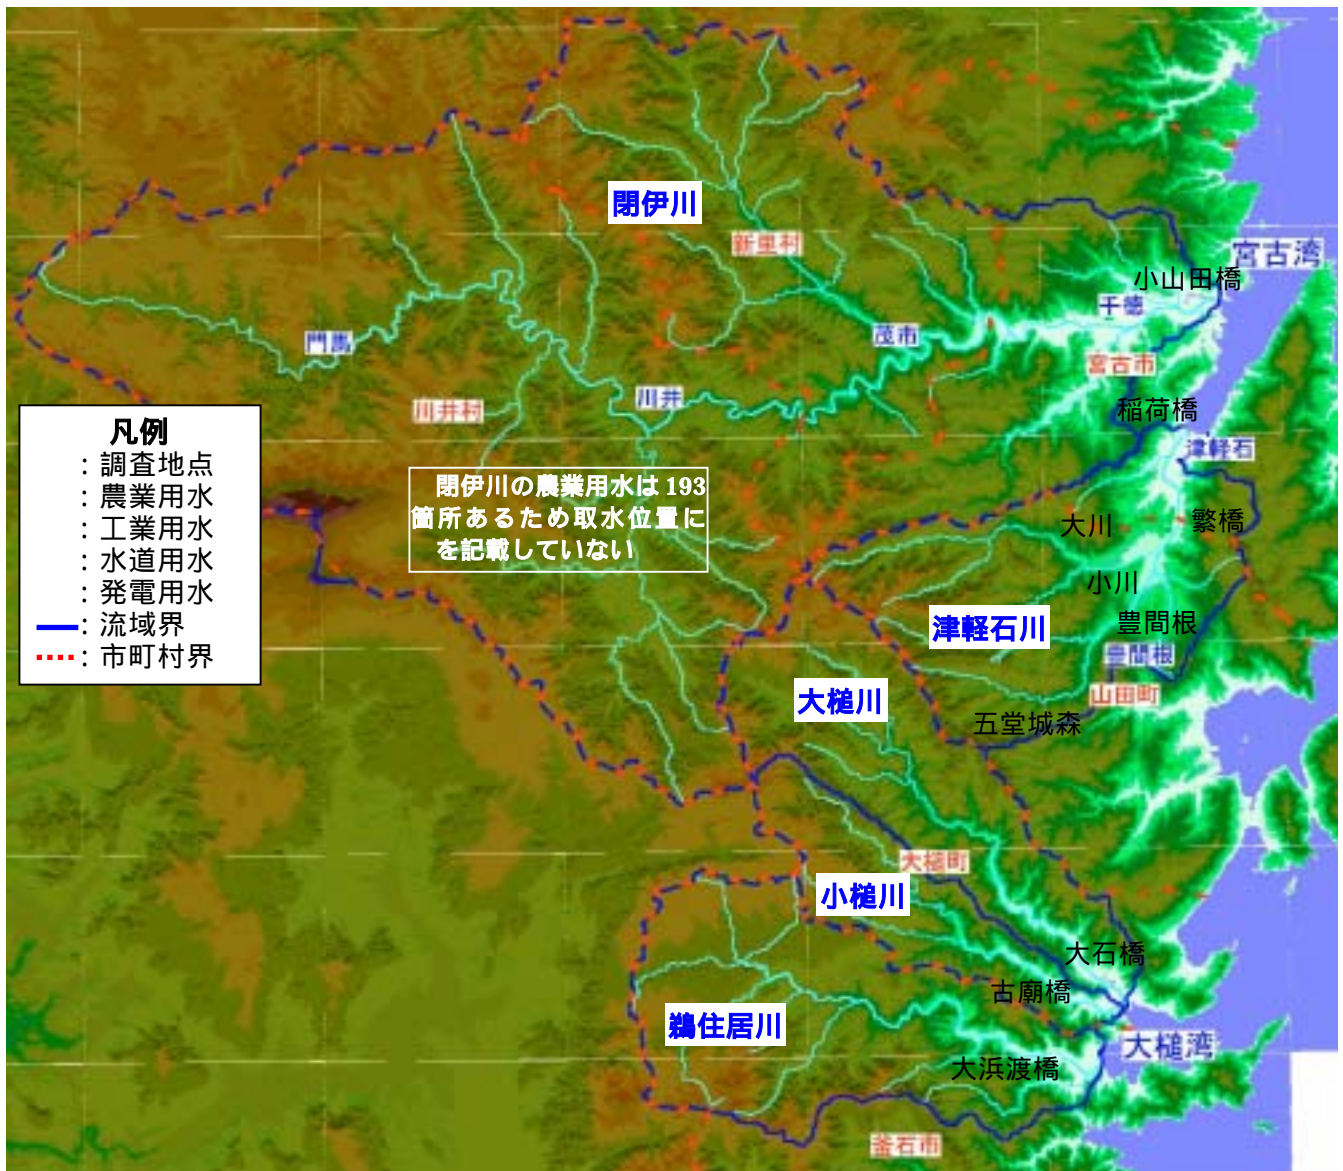 閉伊川
新里村
宮古湾
小山田橋
千徳
門馬
茂市
宮古市
川井村
川井
稲荷橋
津軽石
凡例
：調査地点
：農業用水
：工業用水
：水道用水
：発電用水
：流域界
：市町村界
閉伊川の農業用水は193
箇所あるため取水位置に
を記載していない
大川
繁橋
小川
津軽石川
豊間根
豊間根
大槌川
山田町
五堂城森
大槌町
小槌川
大石橋
古廟橋
鵜住居川
大槌湾
大浜渡橋
釜石市